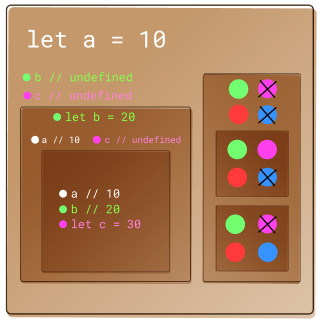 let a = 10
b // undefined
c // undefined
let b = 20
a // 10 c // undefined
a // 10
b // 20
let c = 30